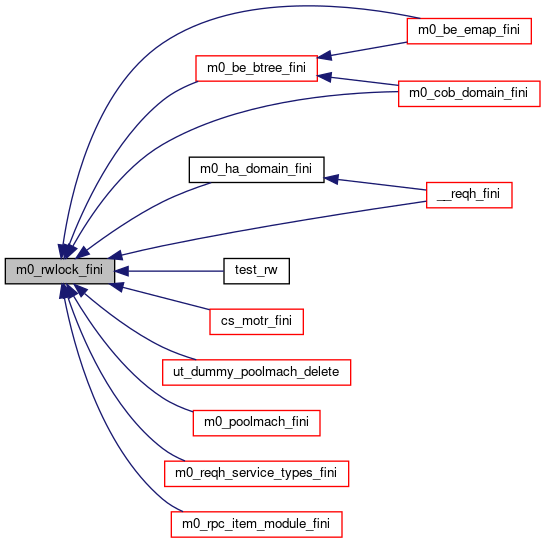 m0_be_emap_fini
m0_be_btree_fini
m0_cob_domain_fini
m0_ha_domain_fini
__reqh_fini
m0_rwlock_fini
test_rw
cs_motr_fini
ut_dummy_poolmach_delete
m0_poolmach_fini
m0_reqh_service_types_fini
m0_rpc_item_module_fini